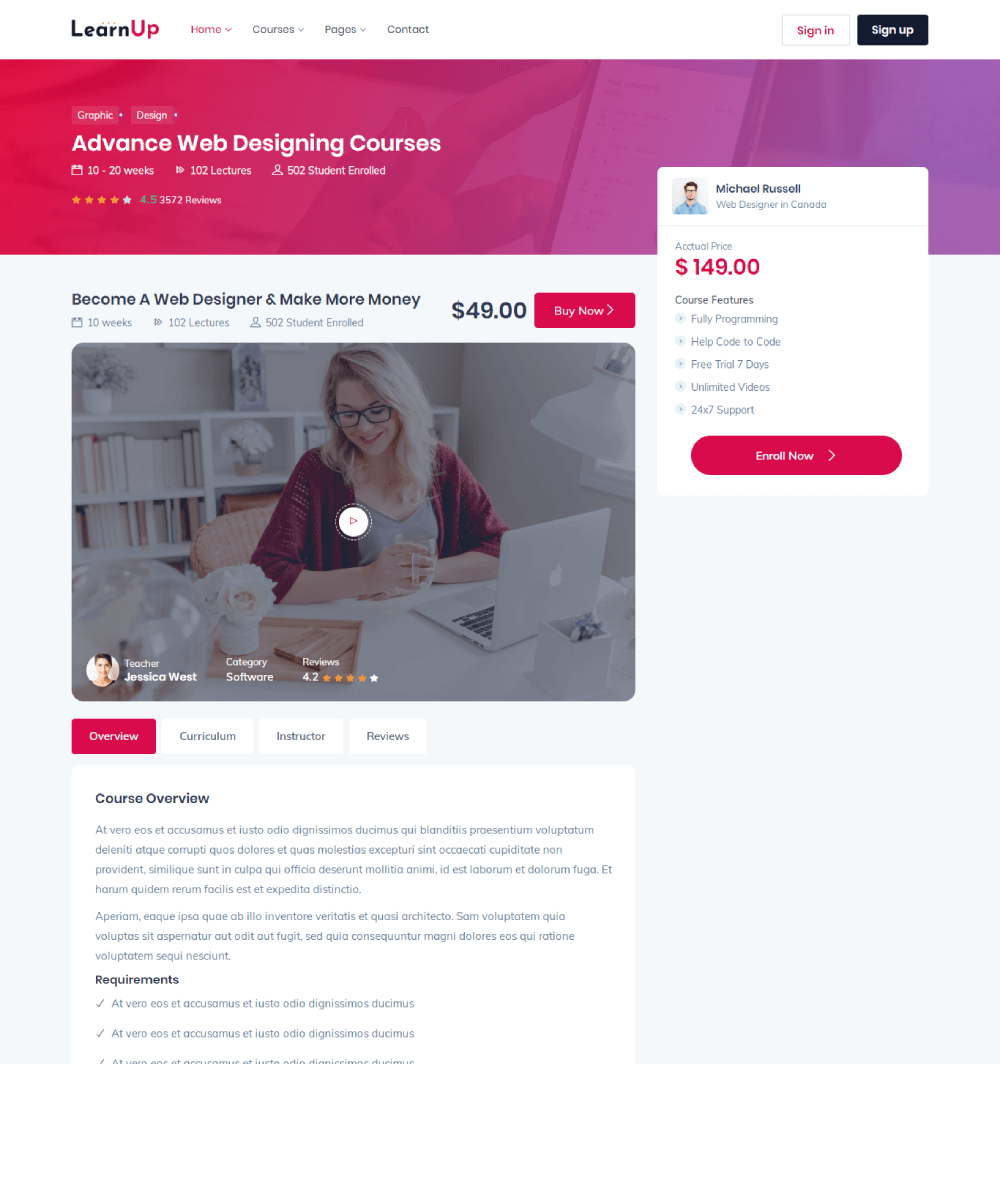 LearnUp Home Courses Pages Contact Sign in Sign up
Graphic • Design •
Advance Web Designing Courses
10 - 20 weeks 102 Lectures 502 Student Enrolled
4.5 3572 Reviews
Michael Russell
Web Designer in Canada
Acctual Price
$ 149.00
Course Features
Fully Programming
Help Code to Code
Free Trial 7 Days
Unlimited Videos
24x7 Support
Enroll Now
Become A Web Designer & Make More Money
10 weeks 102 Lectures 502 Student Enrolled
$49.00 Buy Now
Teacher
Jessica West
Category
Software
Reviews
4.2
Overview Curriculum Instructor Reviews
Course Overview
At vero eos et accusamus et iusto odio dignissimos ducimus qui blanditiis praesentium voluptatum
deleniti atque corrupti quos dolores et quas molestias excepturi sint occaecati cupiditate non
provident, similique sunt in culpa qui officia deserunt mollitia animi, id est laborum et dolorum fuga. Et
harum quidem rerum facilis est et expedita distinctio.
Aperiam, eaque ipsa quae ab illo inventore veritatis et quasi architecto. Sam voluptatem quia
voluptas sit aspernatur aut odit aut fugit, sed quia consequuntur magni dolores eos qui ratione
voluptatem sequi nesciunt.
Requirements
✓ At vero eos et accusamus et iusto odio dignissimos ducimus
✓ At vero eos et accusamus et iusto odio dignissimos ducimus
✓ At vero eos et accusamus et iusto odio dignissimos ducimus